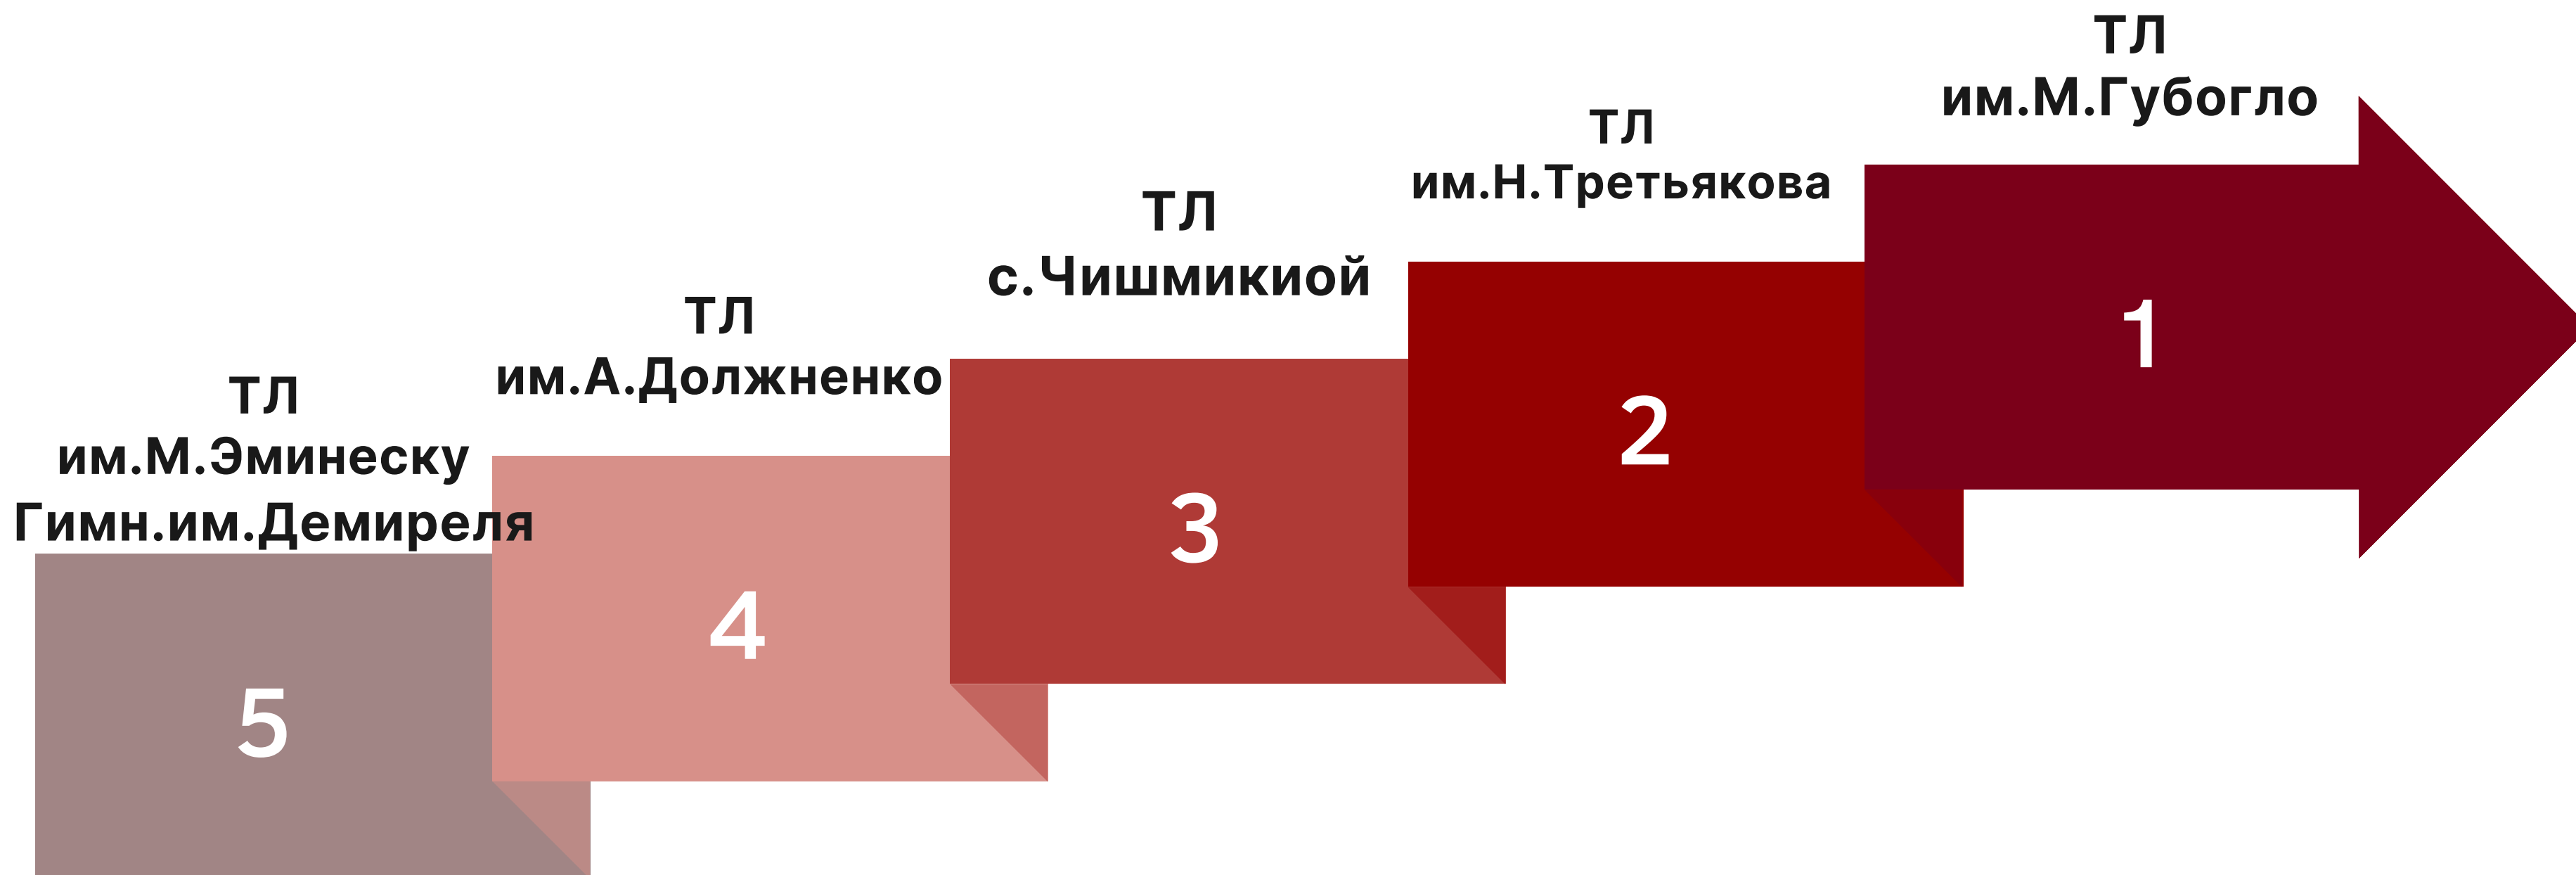 ТЛ
им.М.Эминеску
Гимн.им.Демиреля
5
ТЛ
им.А.Долженко
4
ТЛ
с.Чишмикиой
3
ТЛ
им.Н.Третьякова
2
ТЛ
им.М.Губогло
1